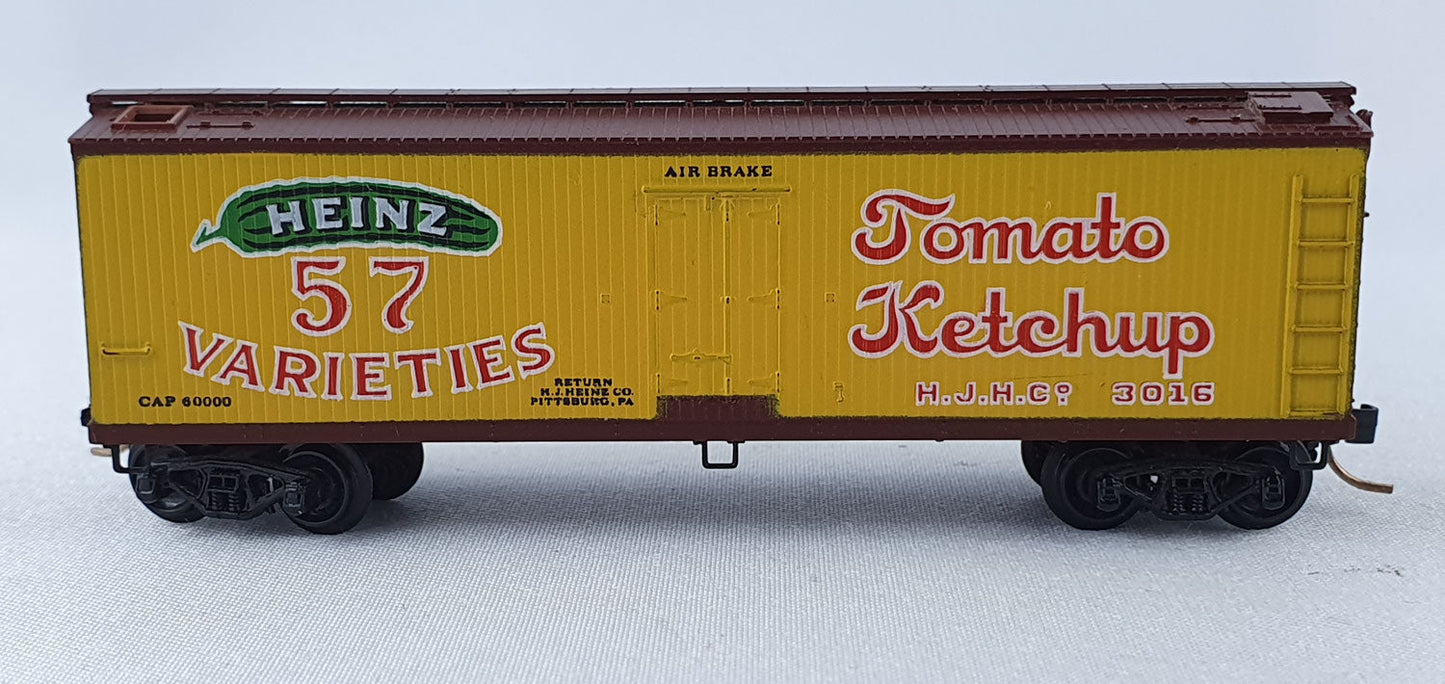 HEINZ
57
VARIETIES
CAP 60000
RETURN
H.J.HEINZ CO.
PITTSBURG, PA
AIR BRAKE
Tomato
Ketchup
H.J.H.Co 3016